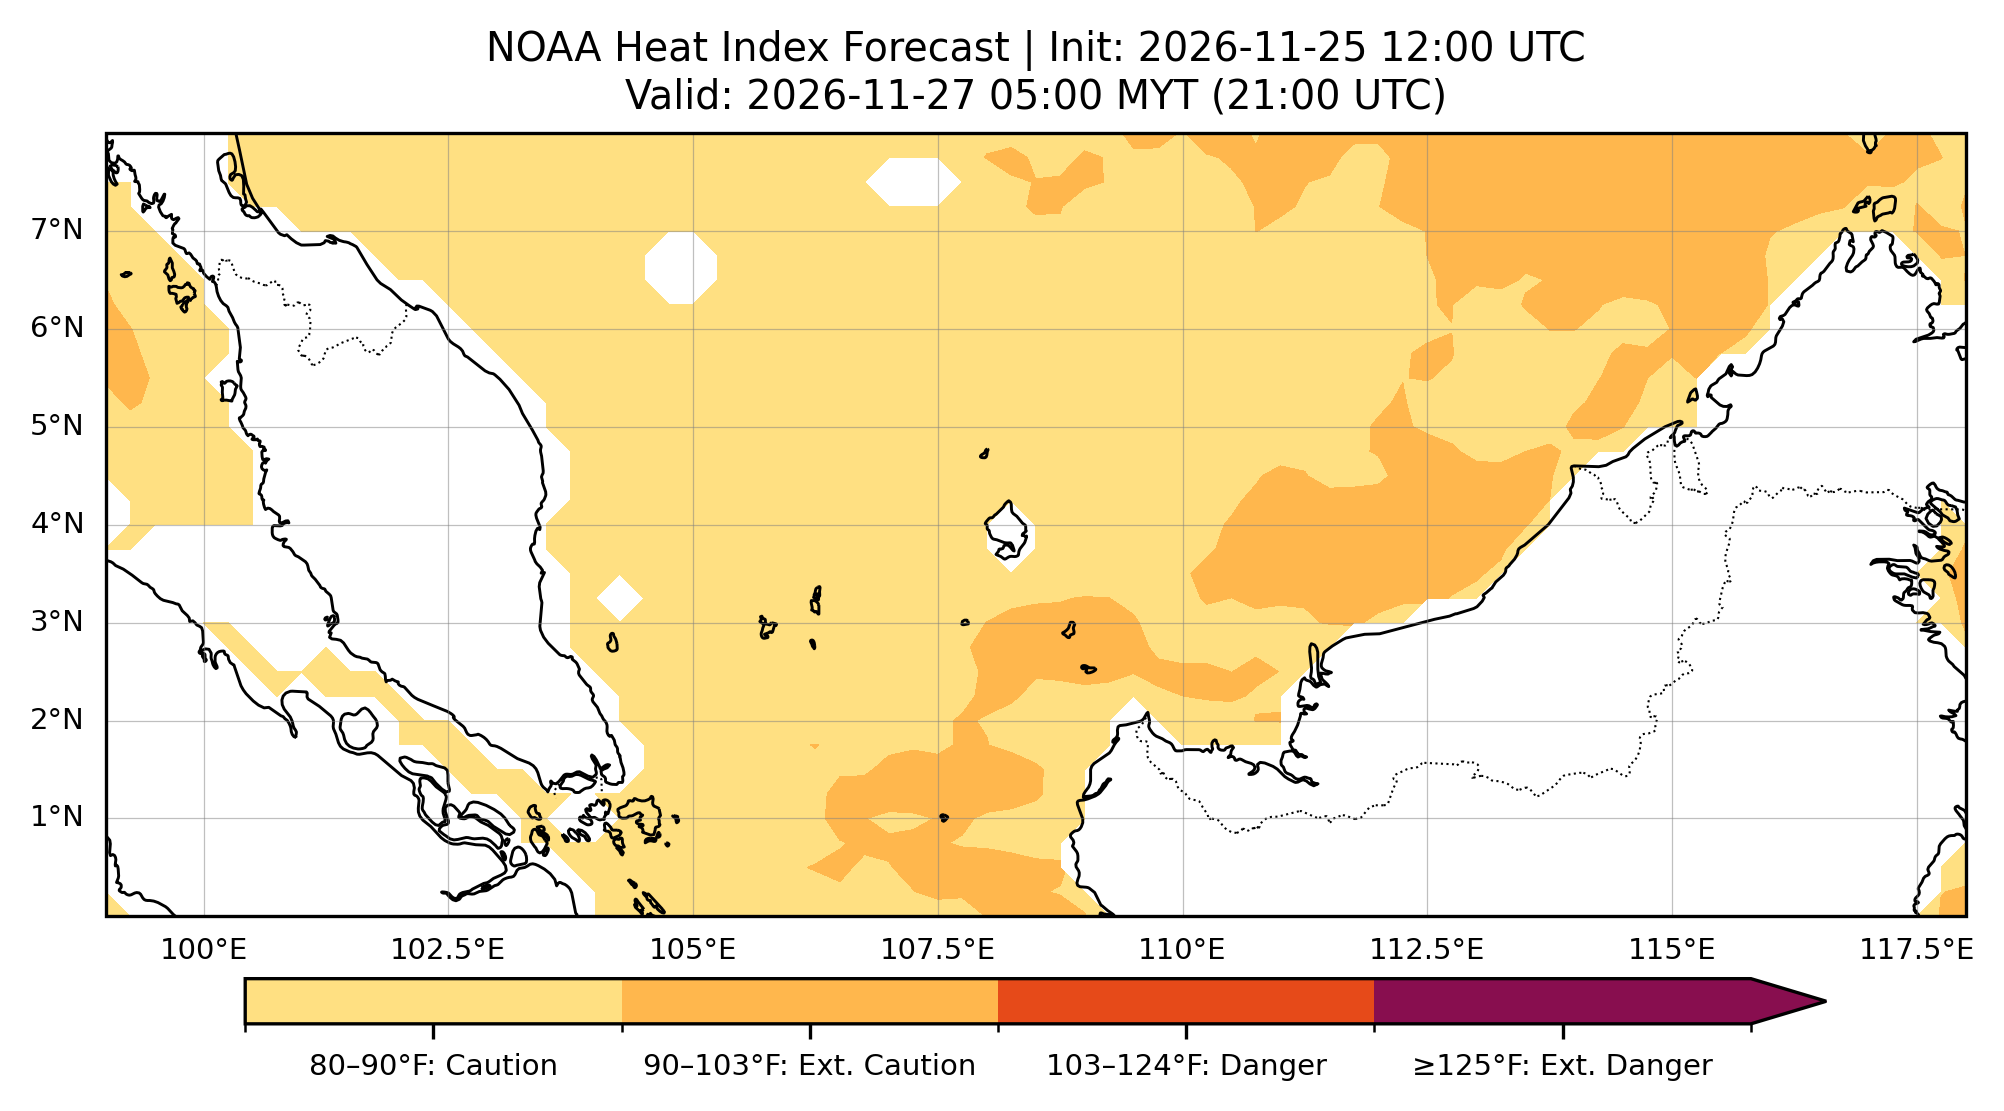 NOAA Heat Index Forecast | Init: 2026-11-25 12:00 UTC
Valid: 2026-11-27 05:00 MYT (21:00 UTC)
7°N
6°N
5°N
4°N
3°N
2°N
1°N
100°E 102.5°E 105°E 107.5°E 110°E 112.5°E 115°E 117.5°E
80–90°F: Caution 90–103°F: Ext. Caution 103–124°F: Danger ≥125°F: Ext. Danger